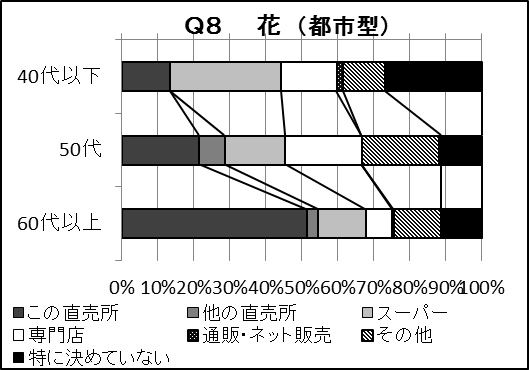 Q8 花(都市型)
40代以下
50代
60代以上
0% 10% 20% 30% 40% 50% 60% 70% 80% 90% 100%
この直売所 他の直売所 スーパー
専門店 通販・ネット販売 その他
特に決めていない